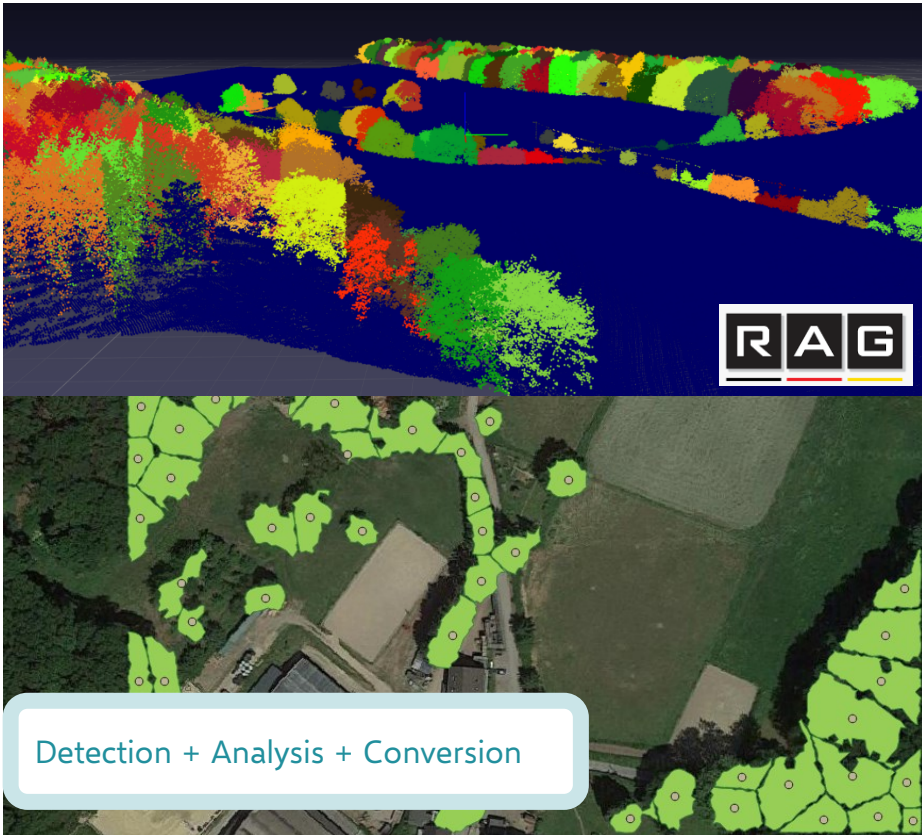 RAG
Detection + Analysis + Conversion